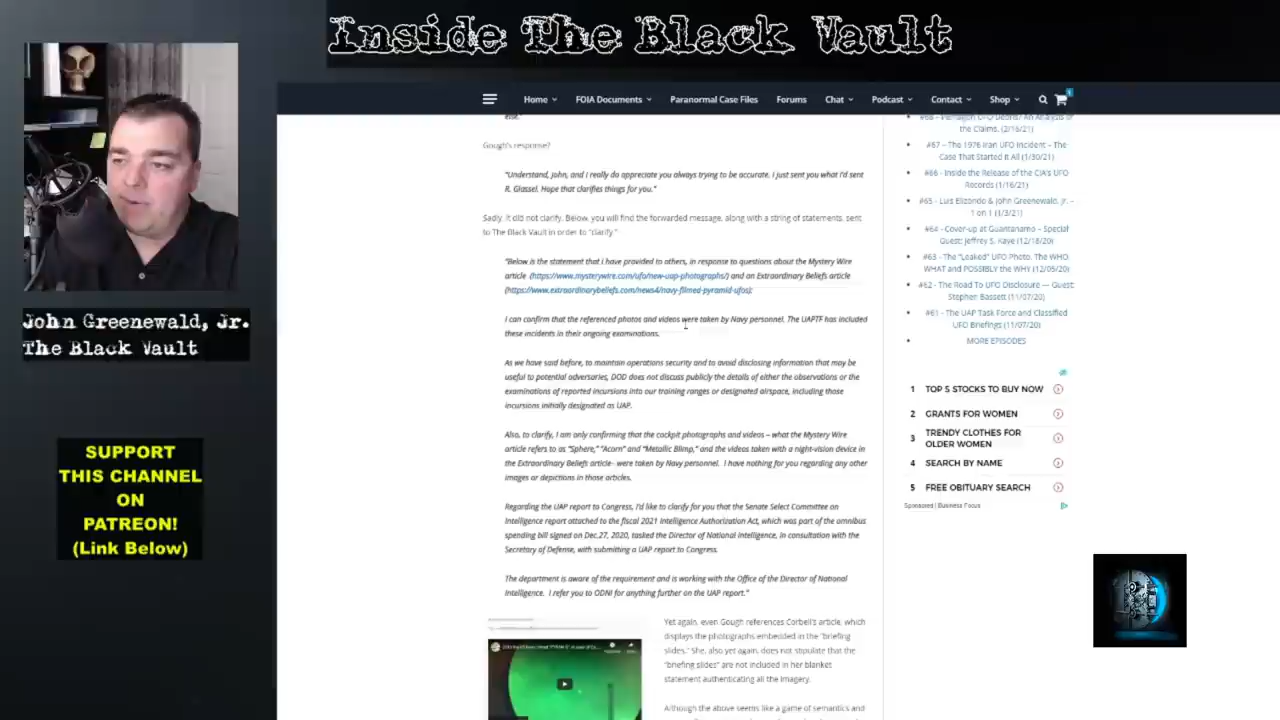 Inside The Black Vault
Home
FOIA Documents
Paranormal Case Files
Forums
Chat
Podcast
Contact
Shop
John Greenewald, Jr.
The Black Vault
SUPPORT
THIS CHANNEL
ON
PATREON!
(Link Below)
else."
Gough's response?
"Understand, John, and I really do appreciate you always trying to be accurate. I just sent you what I'd sent
R. Glassel. Hope that clarifies things for you."
Sadly, it did not clarify. Below, you will find the forwarded message, along with a string of statements, sent
to The Black Vault in order to "clarify."
"Below is the statement that I have provided to others, in response to questions about the Mystery Wire
article (https://www.mysterywire.com/ufo/new-uap-photographs/) and an Extraordinary Beliefs article
(https://www.extraordinarybeliefs.com/news4/navy-filmed-pyramid-ufos):
I can confirm that the referenced photos and videos were taken by Navy personnel. The UAPTF has included
these incidents in their ongoing examinations.
As we have said before, to maintain operations security and to avoid disclosing information that may be
useful to potential adversaries, DOD does not discuss publicly the details of either the observations or the
examinations of reported incursions into our training ranges or designated airspace, including those
incursions initially designated as UAP.
Also, to clarify, I am only confirming that the cockpit photographs and videos – what the Mystery Wire
article refers to as "Sphere," "Acorn" and "Metallic Blimp," and the videos taken with a night-vision device in
the Extraordinary Beliefs article- were taken by Navy personnel. I have nothing for you regarding any other
images or depictions in those articles.
Regarding the UAP report to Congress, I'd like to clarify for you that the Senate Select Committee on
Intelligence report attached to the fiscal 2021 Intelligence Authorization Act, which was part of the omnibus
spending bill signed on Dec.27, 2020, tasked the Director of National Intelligence, in consultation with the
Secretary of Defense, with submitting a UAP report to Congress.
The department is aware of the requirement and is working with the Office of the Director of National
Intelligence. I refer you to ODNI for anything further on the UAP report."
Yet again, even Gough references Corbell's article, which
displays the photographs embedded in the "briefing
slides." She, also yet again, does not stipulate that the
"briefing slides" are not included in her blanket
statement authenticating all the imagery.
Although the above seems like a game of semantics and
#68 - Pentagon UFO Debris? An Analysis of
the Claims. (2/16/21)
#67 - The 1976 Iran UFO Incident – The
Case That Started It All (1/30/21)
#66 - Inside the Release of the CIA's UFO
Records (1/16/21)
#65 - Luis Elizondo & John Greenewald, Jr. –
1 on 1 (1/3/21)
#64 - Cover-up at Guantanamo – Special
Guest: Jeffrey S. Kaye (12/18/20)
#63 - The "Leaked" UFO Photo. The WHO,
WHAT and POSSIBLY the WHY (12/05/20)
#62 - The Road To UFO Disclosure — Guest:
Stephen Bassett (11/07/20)
#61 - The UAP Task Force and Classified
UFO Briefings (11/07/20)
MORE EPISODES
1 TOP 5 STOCKS TO BUY NOW
2 GRANTS FOR WOMEN
3 TRENDY CLOTHES FOR
OLDER WOMEN
4 SEARCH BY NAME
5 FREE OBITUARY SEARCH
Sponsored | Business Focus